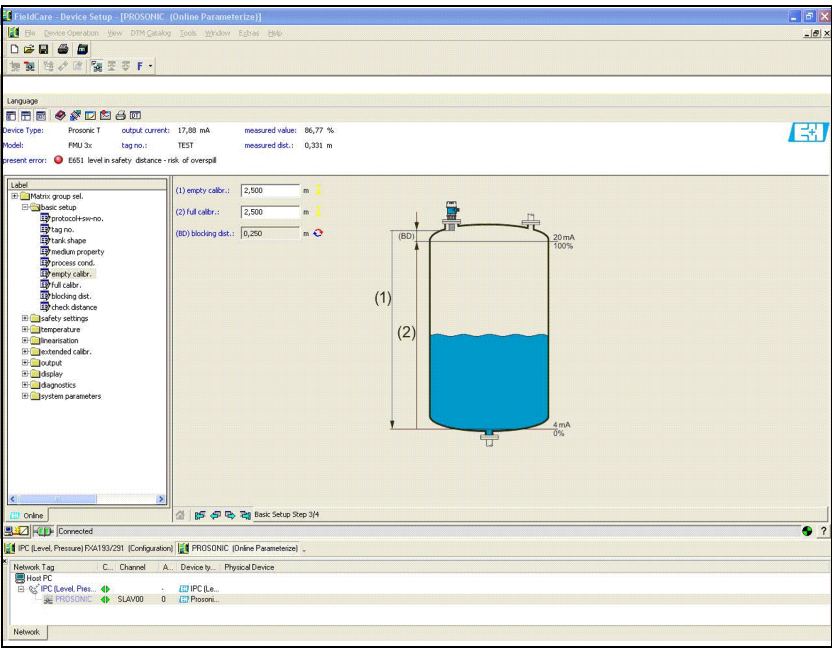 FieldCare - Device Setup - [PROSONIC (Online Parameterize)]
File Device Operation View DTM Catalog Tools Window Extras Help
F
Language
Device Type: Prosonic T output current: 17,88 mA measured value: 86,77 %
Model: FMU 3x tag no.: TEST measured dist.: 0,331 m
present error: E651 level in safety distance - risk of overspill
E+H
Label
Matrix group sel.
basic setup
protocol+sw-no.
tag no.
tank shape
medium property
process cond.
empty calibr.
full calibr.
blocking dist.
check distance
safety settings
temperature
linearisation
extended calibr.
output
display
diagnostics
system parameters
(1) empty calibr.: 2,500 m
(2) full calibr.: 2,500 m
(BD) blocking dist.: 0,250 m
(BD)
20 mA
100%
(1)
(2)
4 mA
0%
Online
Basic Setup Step 3/4
Connected
?
IPC (Level, Pressure) FXA193/291 (Configuration) PROSONIC (Online Parameterize)
Network Tag C... Channel A... Device ty... Physical Device
Host PC
IPC (Level, Pres... - IPC (Le...
PROSONIC SLAV00 0 Prosoni...
Network